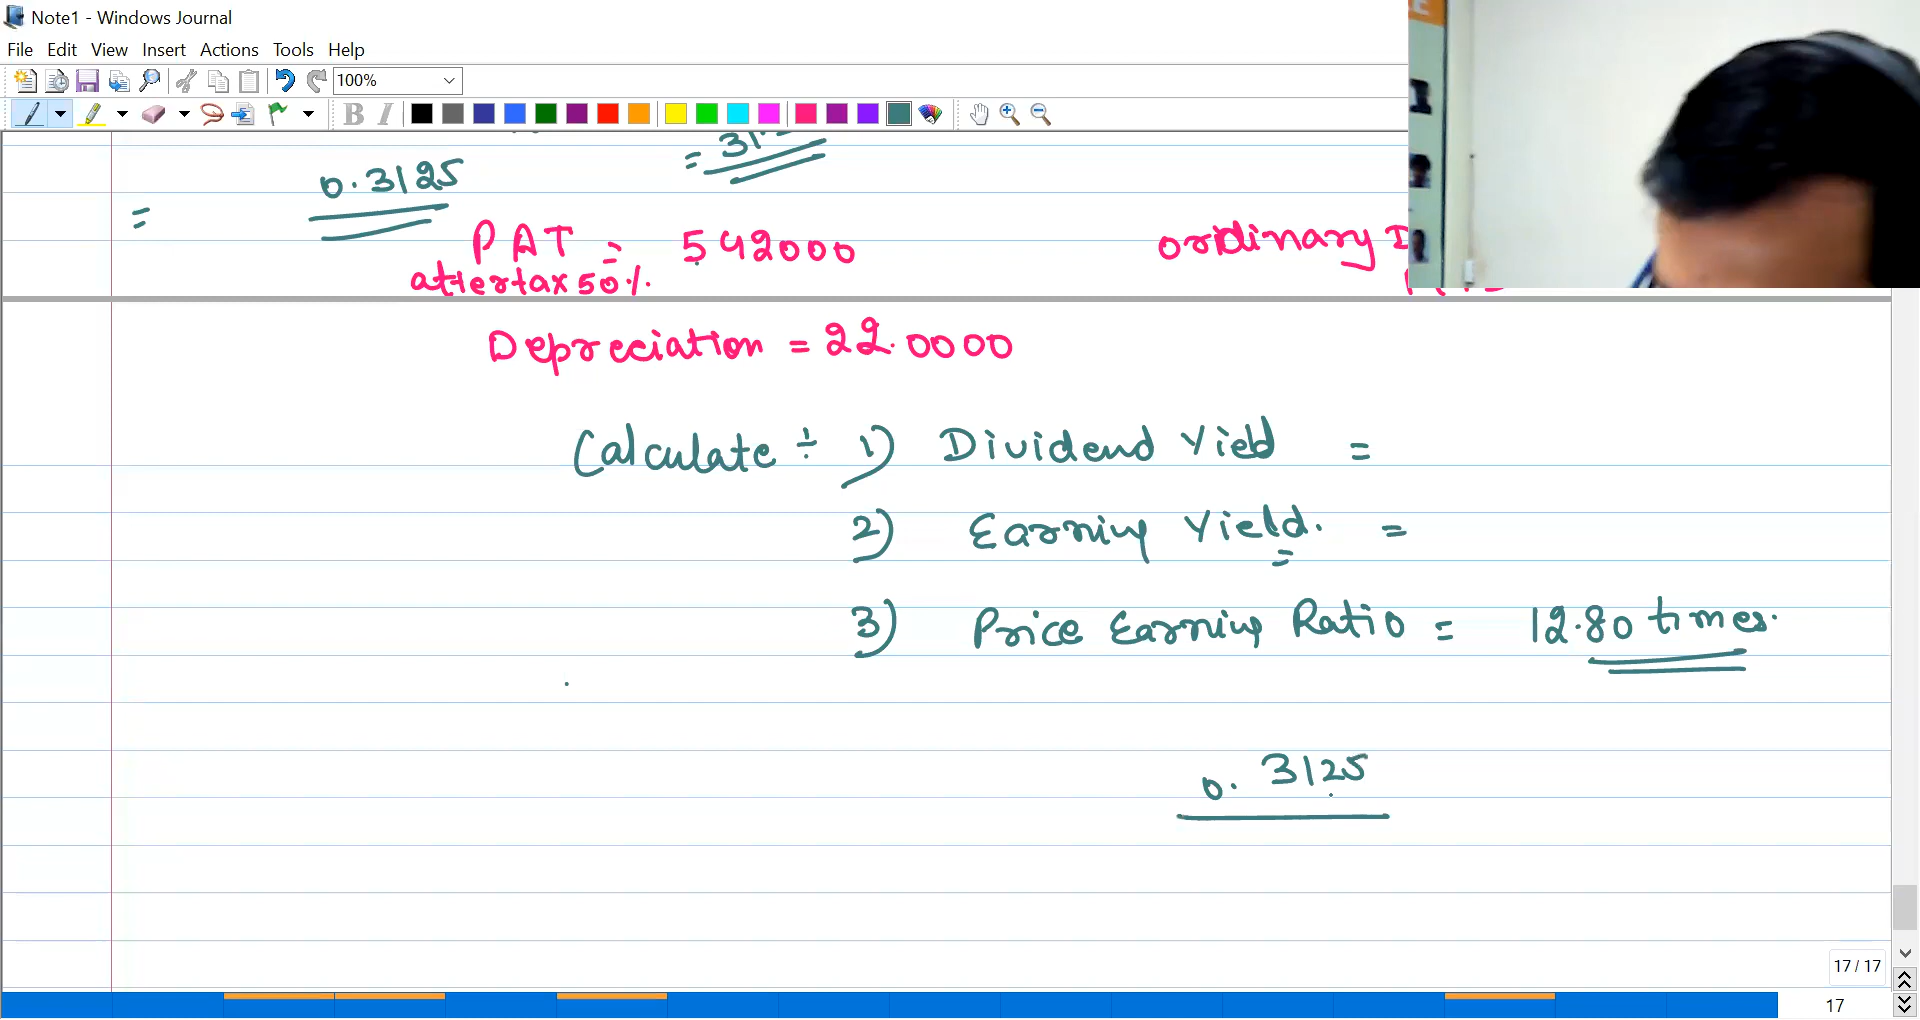 Note1 - Windows Journal
File Edit View Insert Actions Tools Help
100%
B I
= 31.
= 0.3125
PAT = 542000
ordinary D
after tax 50%.
Depreciation = 22.0000
Calculate ÷ 1) Dividend Yield =
2) Earning Yield. =
3) Price Earning Ratio = 12.80 times.
0.3125
17 / 17
17